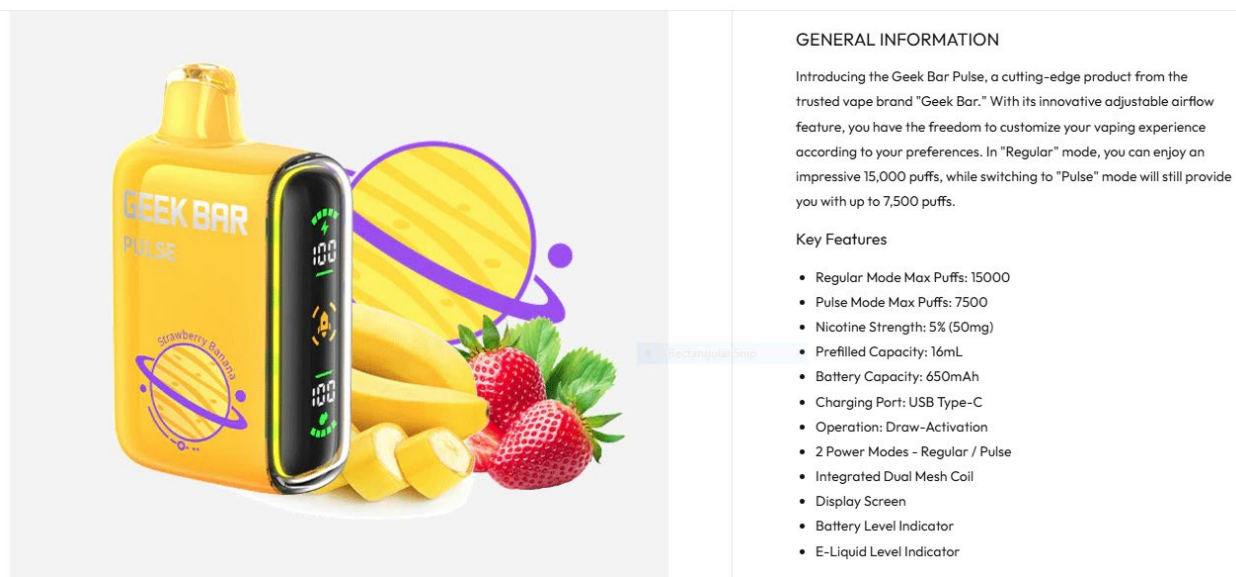 GEEK BAR
PULSE
100
100
Strawberry Banana
Rectangular Snip
GENERAL INFORMATION
Introducing the Geek Bar Pulse, a cutting-edge product from the
trusted vape brand "Geek Bar." With its innovative adjustable airflow
feature, you have the freedom to customize your vaping experience
according to your preferences. In "Regular" mode, you can enjoy an
impressive 15,000 puffs, while switching to "Pulse" mode will still provide
you with up to 7,500 puffs.
Key Features
• Regular Mode Max Puffs: 15000
• Pulse Mode Max Puffs: 7500
• Nicotine Strength: 5% (50mg)
• Prefilled Capacity: 16mL
• Battery Capacity: 650mAh
• Charging Port: USB Type-C
• Operation: Draw-Activation
• 2 Power Modes - Regular / Pulse
• Integrated Dual Mesh Coil
• Display Screen
• Battery Level Indicator
• E-Liquid Level Indicator